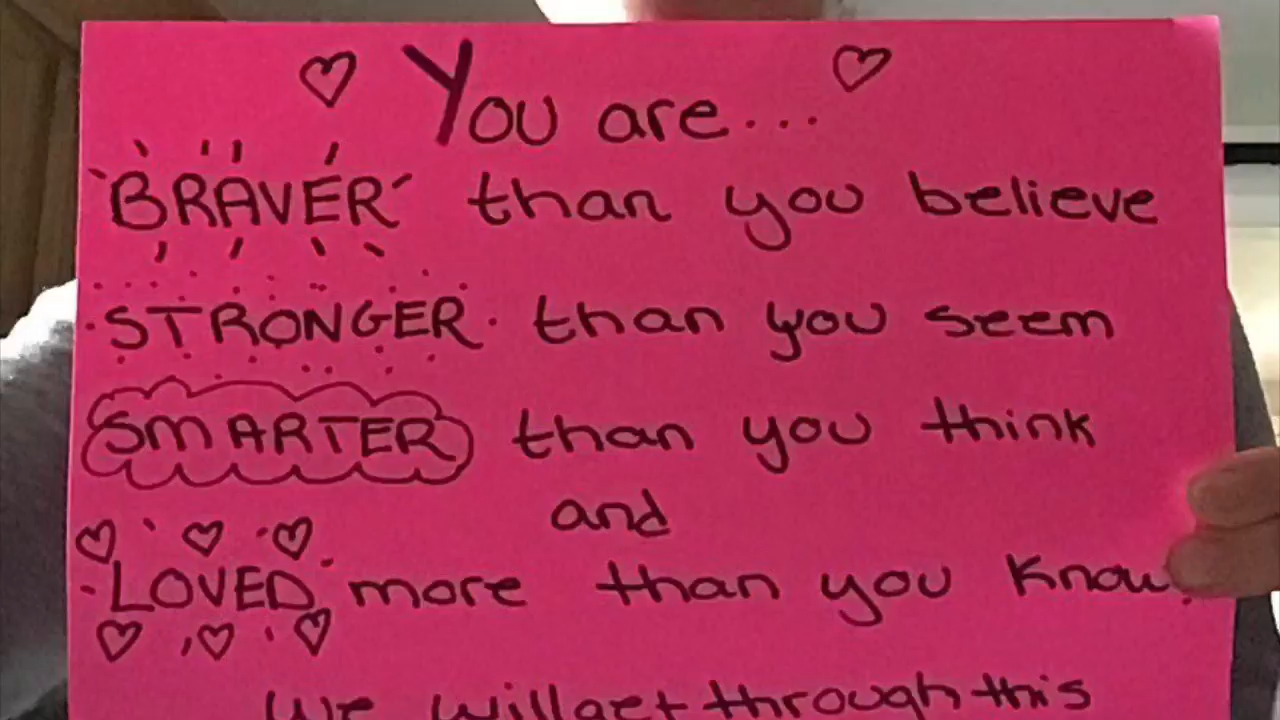 You are...
BRAVER than you believe
STRONGER than you seem
SMARTER than you think
and
LOVED more than you know.
We will get through this